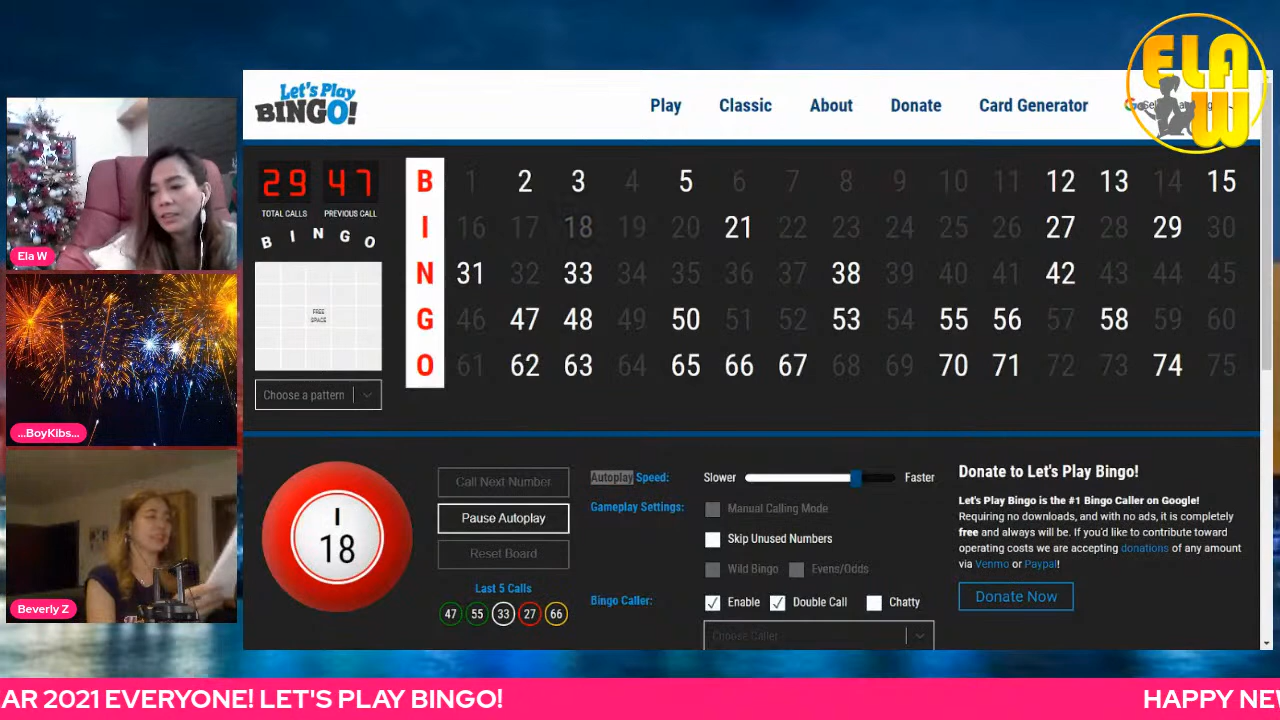 ELA
W
Let's Play
BINGO!
Play
Classic
About
Donate
Card Generator
29 47
TOTAL CALLS PREVIOUS CALL
B I N G O
FREE
SPACE
Choose a pattern
B 1 2 3 4 5 6 7 8 9 10 11 12 13 14 15
I 16 17 18 19 20 21 22 23 24 25 26 27 28 29 30
N 31 32 33 34 35 36 37 38 39 40 41 42 43 44 45
G 46 47 48 49 50 51 52 53 54 55 56 57 58 59 60
O 61 62 63 64 65 66 67 68 69 70 71 72 73 74 75
Ela W
...BoyKibs...
Beverly Z
I
18
Call Next Number
Pause Autoplay
Reset Board
Last 5 Calls
47 55 33 27 66
Autoplay Speed:
Slower
Faster
Gameplay Settings:
Manual Calling Mode
Skip Unused Numbers
Wild Bingo
Evens/Odds
Bingo Caller:
Enable
Double Call
Chatty
Choose Caller
Donate to Let's Play Bingo!
Let's Play Bingo is the #1 Bingo Caller on Google!
Requiring no downloads, and with no ads, it is completely
free and always will be. If you'd like to contribute toward
operating costs we are accepting donations of any amount
via Venmo or Paypal!
Donate Now
AR 2021 EVERYONE! LET'S PLAY BINGO!
HAPPY NEW